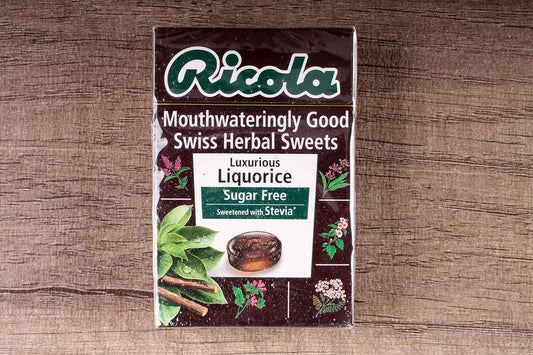 Ricola
Mouthwateringly Good
Swiss Herbal Sweets
Luxurious
Liquorice
Sugar Free
Sweetened with Stevia*